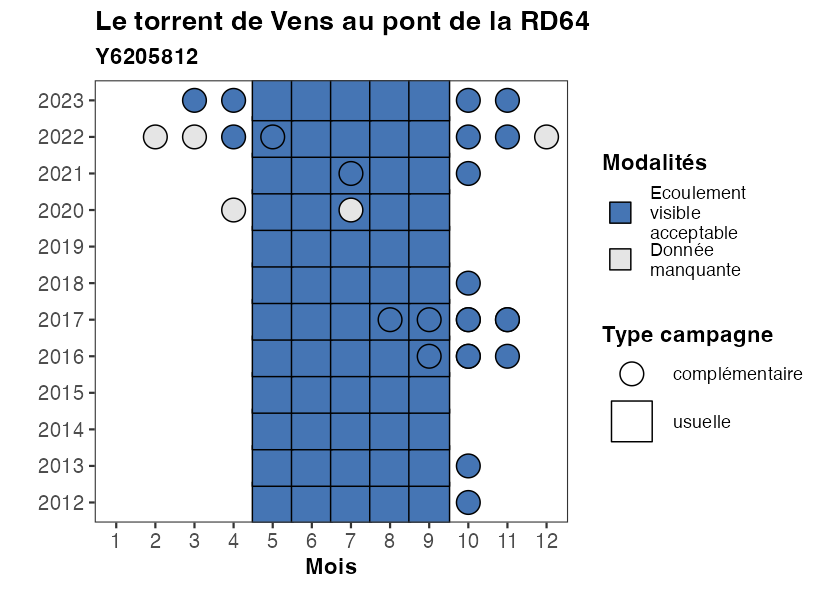 Le torrent de Vens au pont de la RD64
Y6205812
2023
2022
2021
2020
2019
2018
2017
2016
2015
2014
2013
2012
1 2 3 4 5 6 7 8 9 10 11 12
Mois
Modalités
Ecoulement
visible
acceptable
Donnée
manquante
Type campagne
complémentaire
usuelle